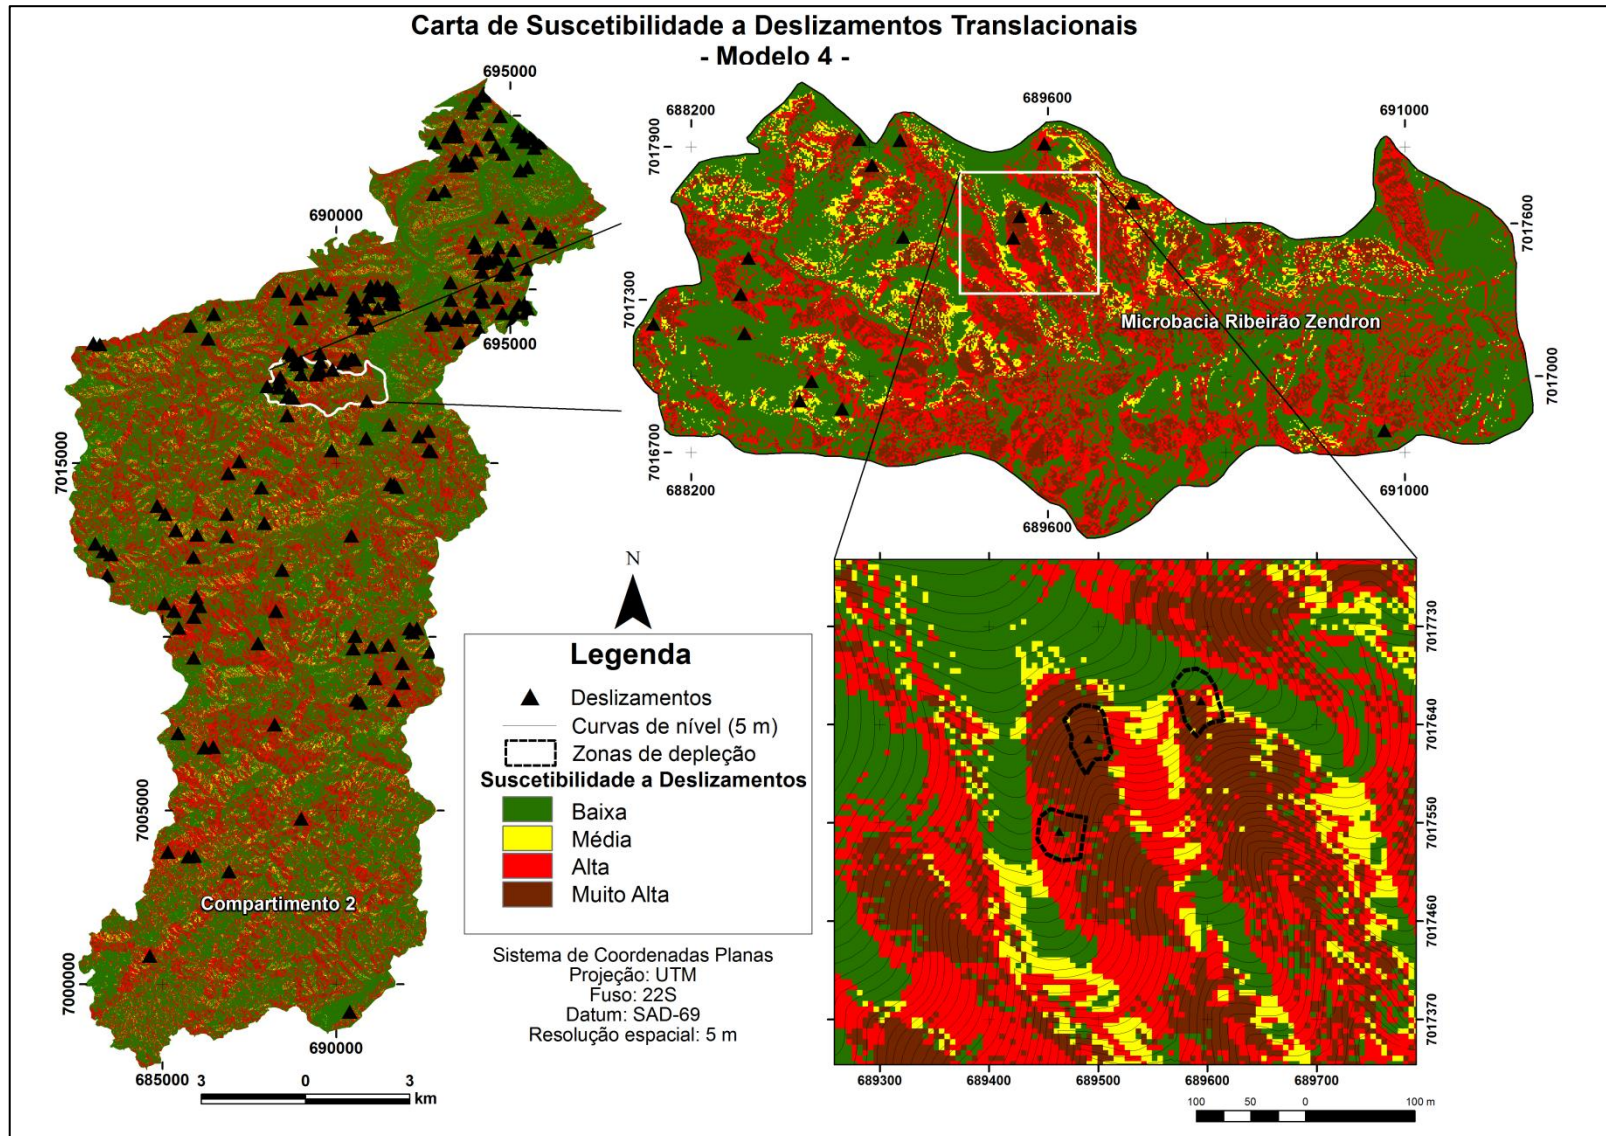 Carta de Suscetibilidade a Deslizamentos Translacionais
- Modelo 4 -
695000
690000
695000
7015000
7005000
7000000
Compartimento 2
685000
690000
3 0 3
km
688200
689600
691000
7017900
7017600
7017300
7017000
7016700
Microbacia Ribeirão Zendron
688200
689600
691000
N
Legenda
Deslizamentos
Curvas de nível (5 m)
Zonas de depleção
Suscetibilidade a Deslizamentos
Baixa
Média
Alta
Muito Alta
Sistema de Coordenadas Planas
Projeção: UTM
Fuso: 22S
Datum: SAD-69
Resolução espacial: 5 m
7017730
7017640
7017550
7017460
7017370
689300 689400 689500 689600 689700
100 50 0 100 m